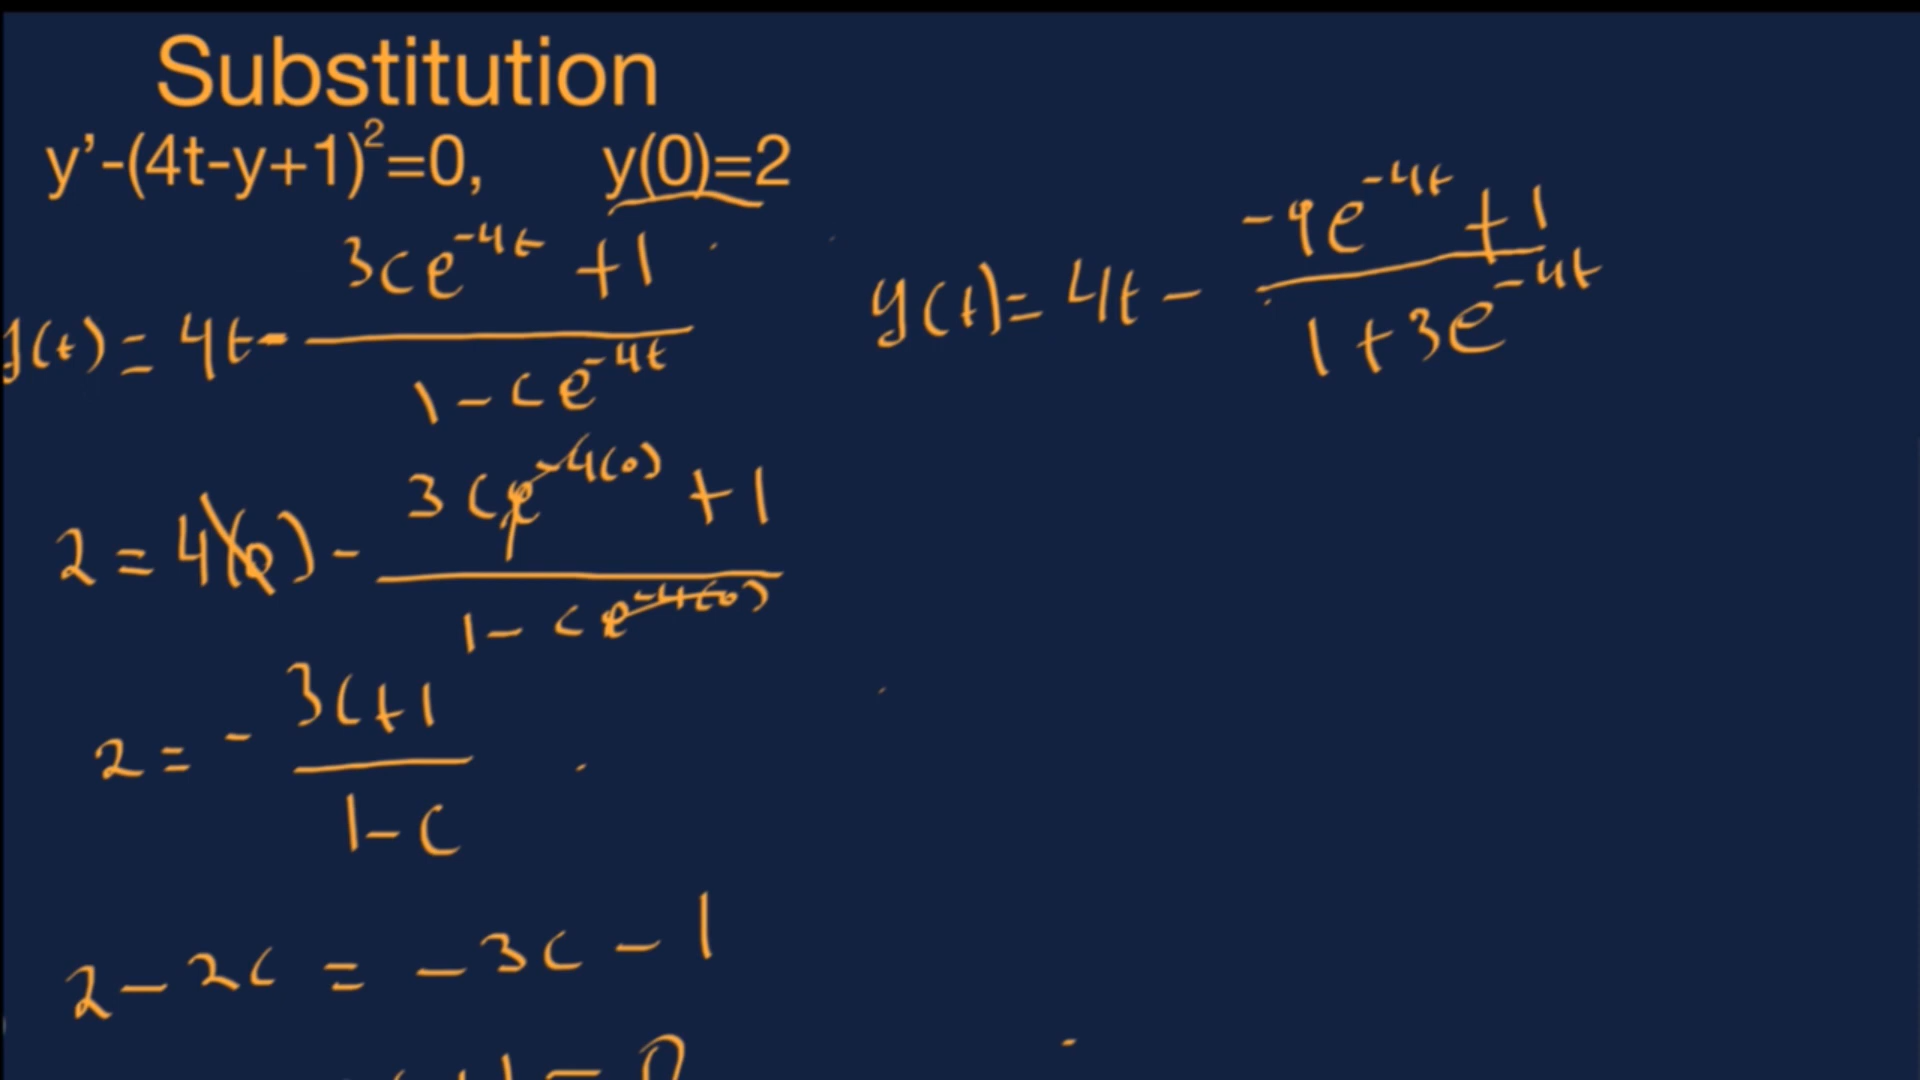 Substitution
y'-(4t-y+1)²=0, y(0)=2
y(t) = 4t - (3ce^{-4t} + 1) / (1 - ce^{-4t})
2 = 4(0) - (3ce^{-4(0)} + 1) / (1 - ce^{-4(0)})
2 = - (3c+1) / (1-c)
2 - 2c = -3c - 1
y(t) = 4t - (-9e^{-4t} + 1) / (1 + 3e^{-4t})